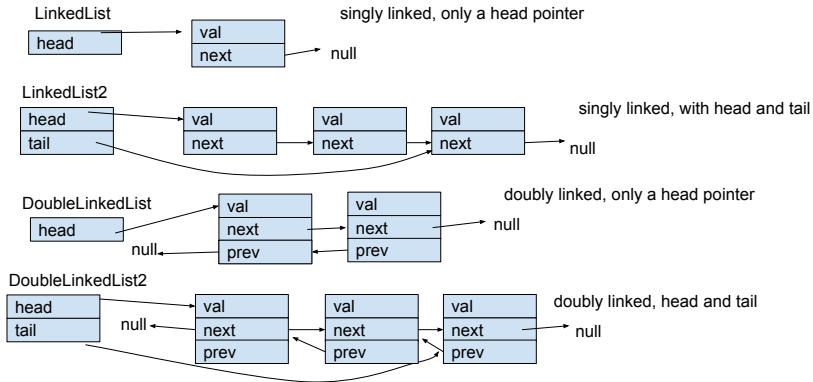 LinkedList
singly linked, only a head pointer
head
val
next
null
LinkedList2
singly linked, with head and tail
head
tail
val
next
val
next
val
next
null
DoubleLinkedList
doubly linked, only a head pointer
head
null
val
next
prev
val
next
prev
null
DoubleLinkedList2
doubly linked, head and tail
head
tail
null
val
next
prev
val
next
prev
val
next
prev
null